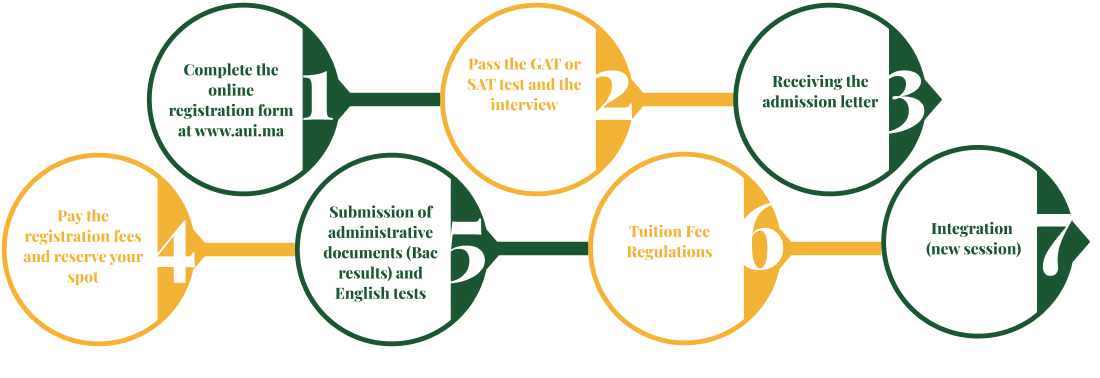 Complete the
online
registration form
at www.aui.ma
1
Pass the GAT or
SAT test and the
interview
2
Receiving the
admission letter
3
Pay the
registration fees
and reserve your
spot
4
Submission of
administrative
documents (Bac
results) and
English tests
5
Tuition Fee
Regulations
6
Integration
(new session)
7